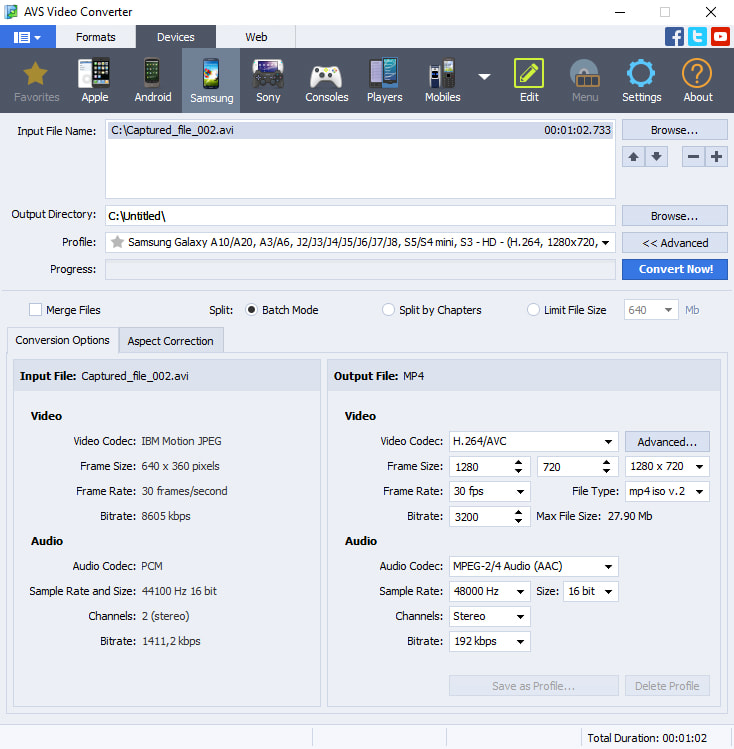 AVS Video Converter
Formats Devices Web
Favorites Apple Android Samsung Sony Consoles Players Mobiles Edit Menu Settings About
Input File Name: C:\Captured_file_002.avi 00:01:02.733 Browse...
Output Directory: C:\Untitled\ Browse...
Profile: Samsung Galaxy A10/A20, A3/A6, J2/J3/J4/J5/J6/J7/J8, S5/S4 mini, S3 - HD - (H.264, 1280x720, << Advanced
Progress: Convert Now!
Merge Files Split: Batch Mode Split by Chapters Limit File Size 640 Mb
Conversion Options Aspect Correction
Input File: Captured_file_002.avi Output File: MP4
Video Video
Video Codec: IBM Motion JPEG Video Codec: H.264/AVC Advanced...
Frame Size: 640 x 360 pixels Frame Size: 1280 720 1280 x 720
Frame Rate: 30 frames/second Frame Rate: 30 fps File Type: mp4 iso v.2
Bitrate: 8605 kbps Bitrate: 3200 Max File Size: 27.90 Mb
Audio Audio
Audio Codec: PCM Audio Codec: MPEG-2/4 Audio (AAC)
Sample Rate and Size: 44100 Hz 16 bit Sample Rate: 48000 Hz Size: 16 bit
Channels: 2 (stereo) Channels: Stereo
Bitrate: 1411,2 kbps Bitrate: 192 kbps
Save as Profile... Delete Profile
Total Duration: 00:01:02